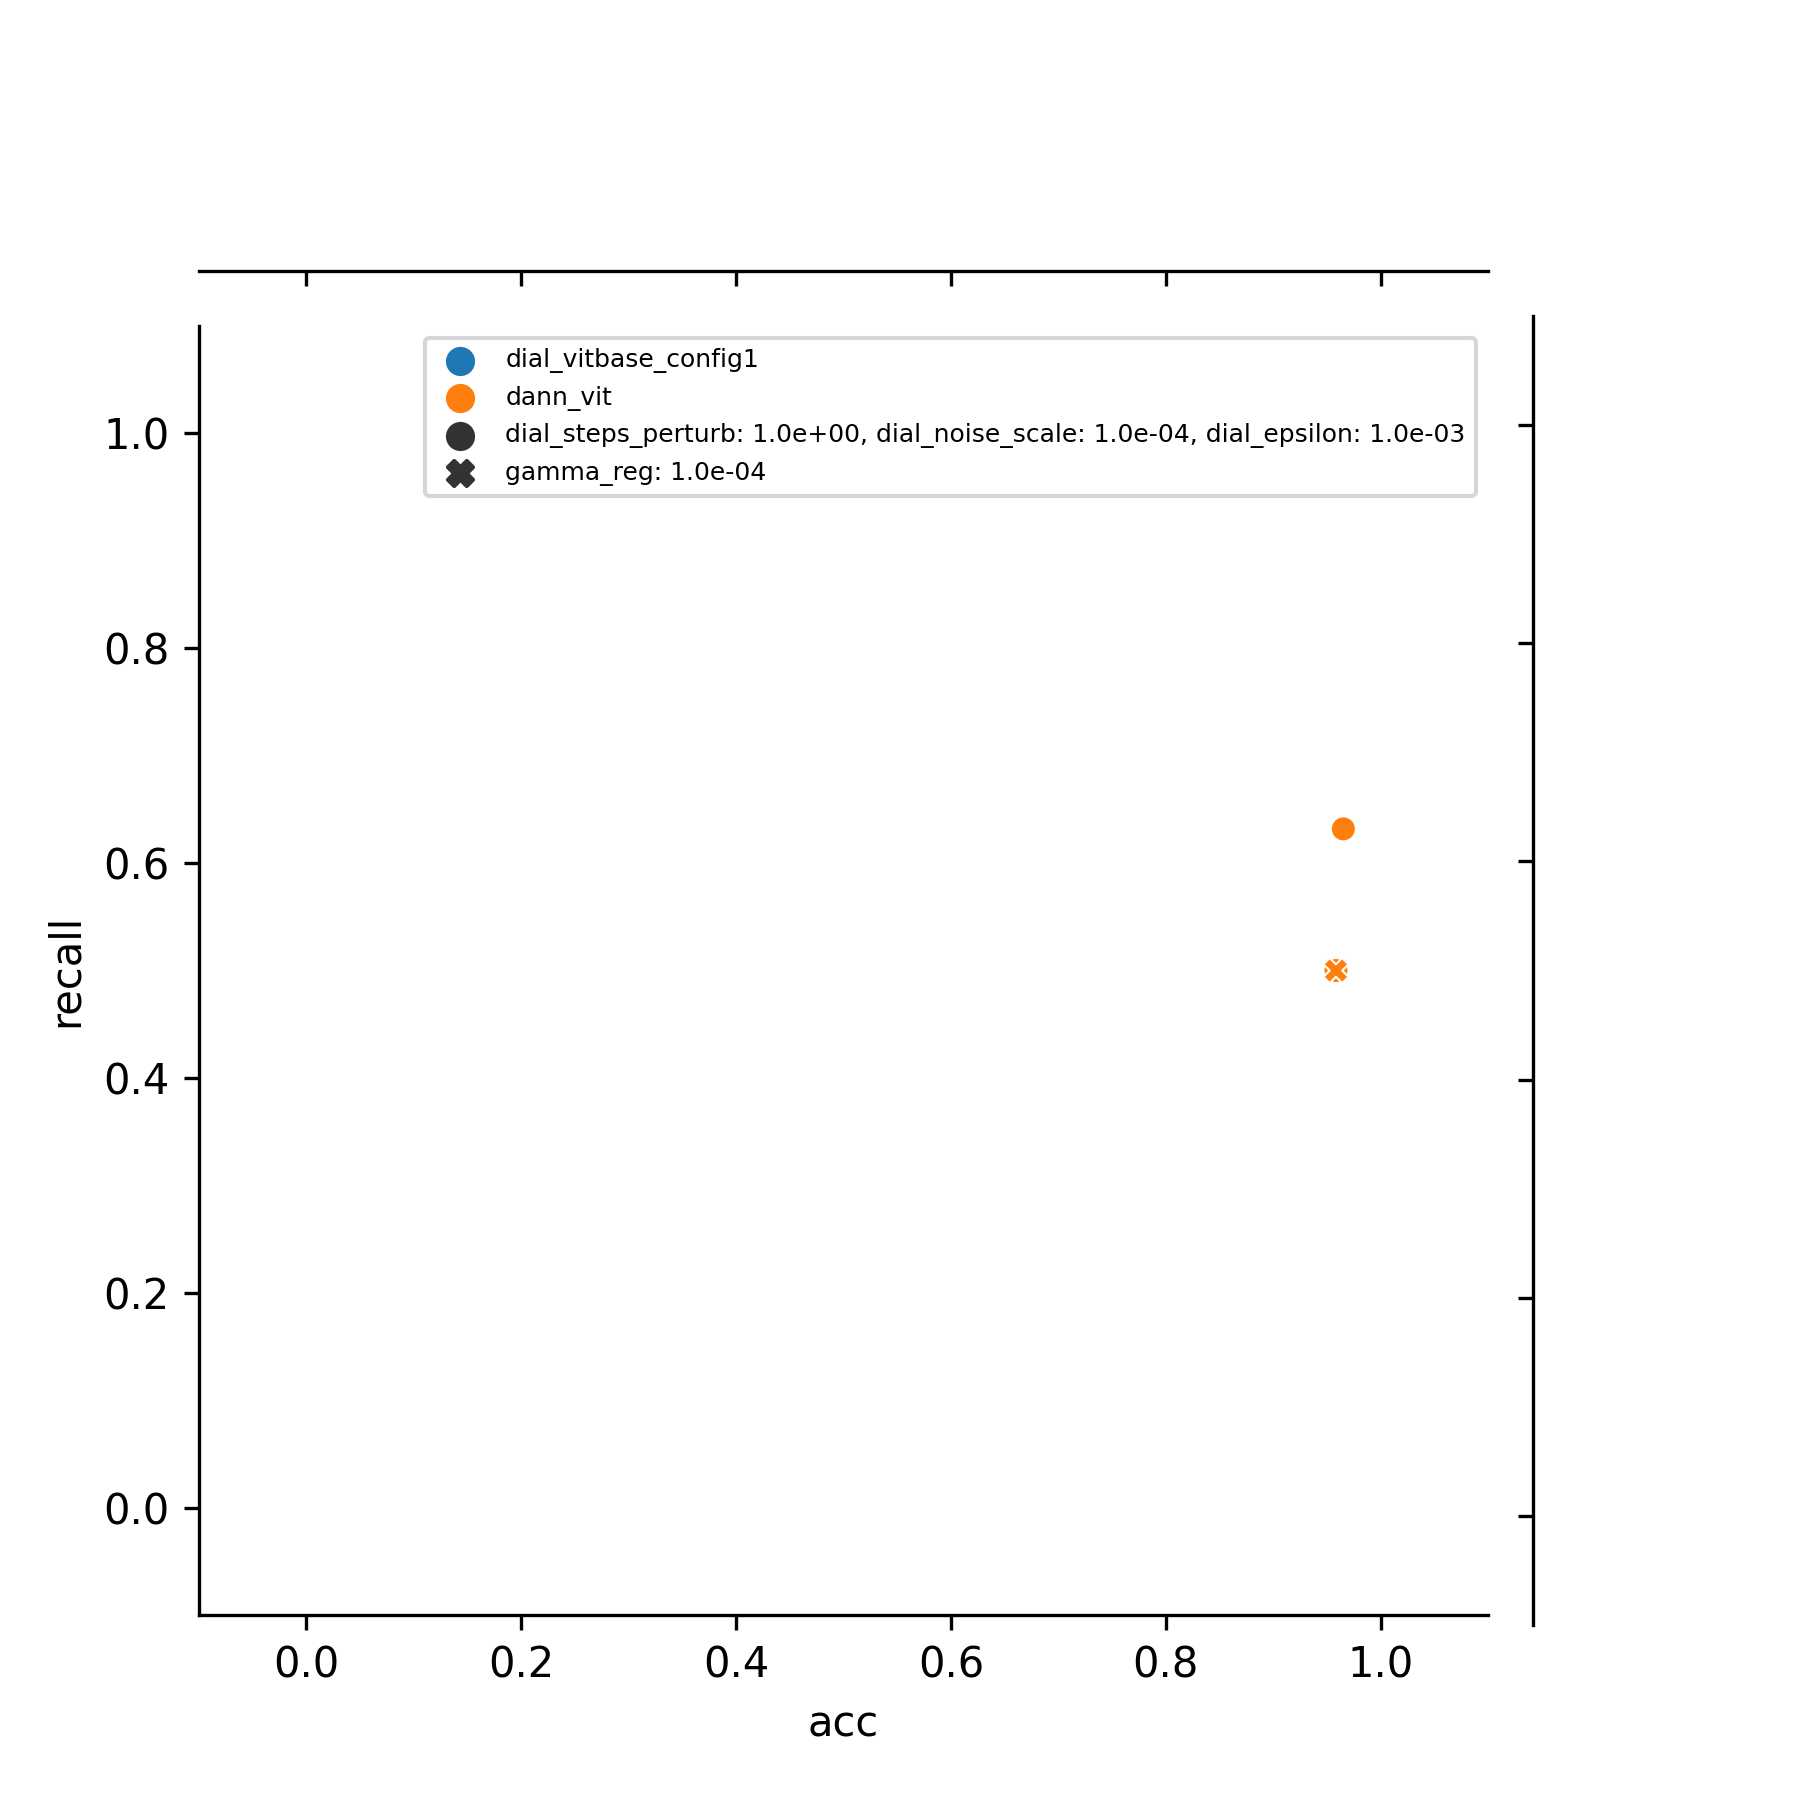 dial_vitbase_config1
dann_vit
dial_steps_perturb: 1.0e+00, dial_noise_scale: 1.0e-04, dial_epsilon: 1.0e-03
gamma_reg: 1.0e-04
1.0
0.8
0.6
0.4
0.2
0.0
recall
0.0 0.2 0.4 0.6 0.8 1.0
acc